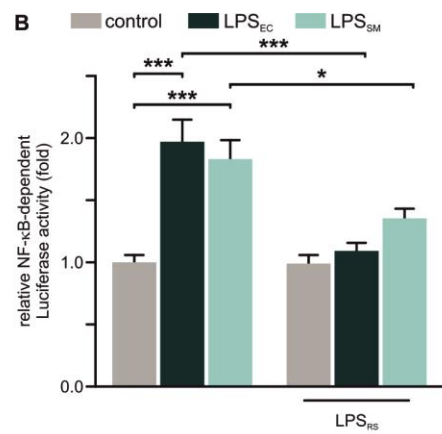 B control LPS_EC LPS_SM
***
***
***
*
relative NF-κB-dependent
Luciferase activity (fold)
2.0
1.0
0.0
LPS_RS